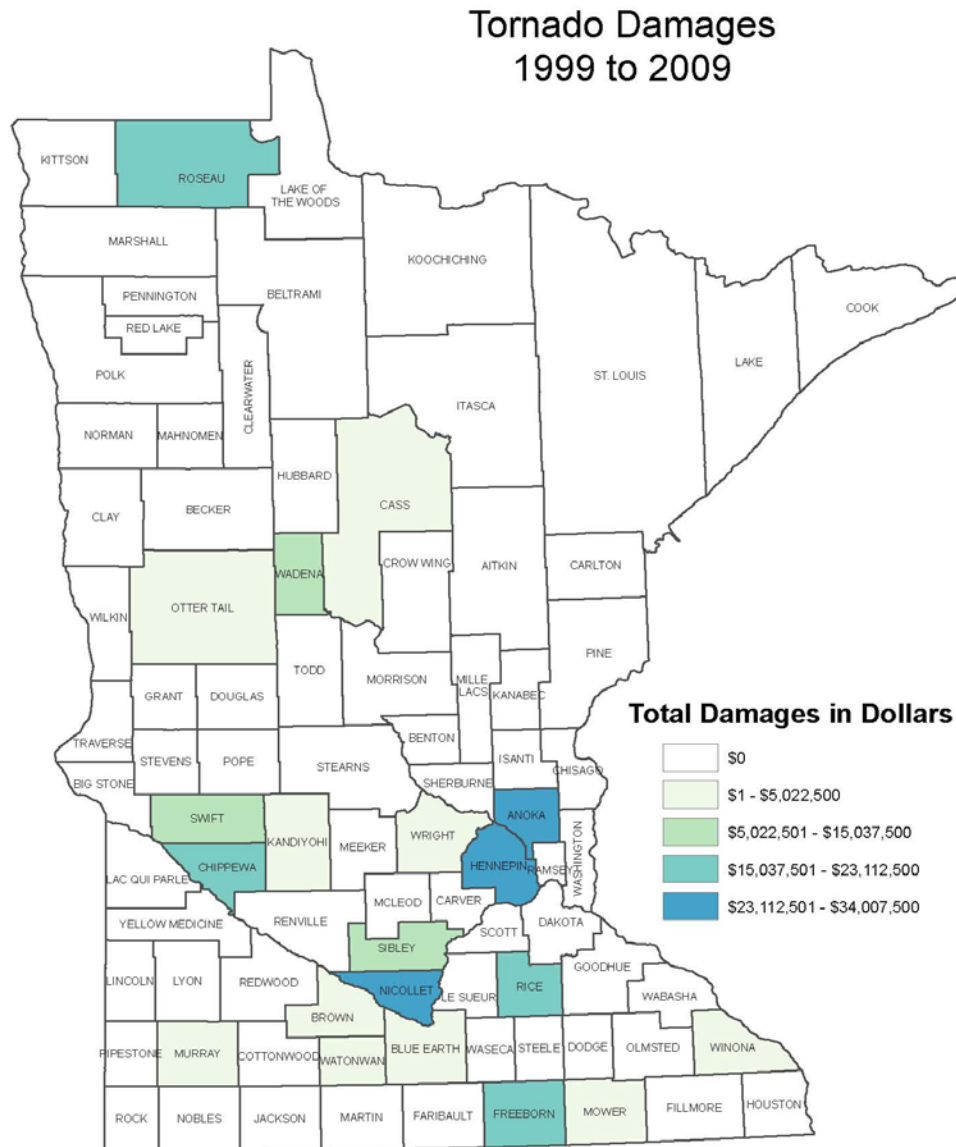 Tornado Damages
1999 to 2009
KITTSON
ROSEAU
LAKE OF
THE WOODS
MARSHALL
KOOCHICHING
PENNINGTON
BELTRAMI
RED LAKE
COOK
LAKE
ST. LOUIS
POLK
CLEARWATER
ITASCA
NORMAN
MAHNOMEN
HUBBARD
CASS
CLAY
BECKER
WADENA
CROW WING
AITKIN
CARLTON
OTTER TAIL
WILKIN
PINE
TODD
MORRISON
MILLE
LACS
KANABEC
GRANT
DOUGLAS
TRAVERSE
BENTON
STEVENS
POPE
STEARNS
ISANTI
CHISAGO
BIG STONE
SHERBURNE
SWIFT
ANOKA
KANDIYOHI
WRIGHT
MEEKER
WASHINGTON
CHIPPEWA
HENNEPIN
RAMSEY
LAC QUI PARLE
MCLEOD
CARVER
YELLOW MEDICINE
RENVILLE
DAKOTA
SCOTT
SIBLEY
GOODHUE
LINCOLN
LYON
REDWOOD
NICOLLET
RICE
LE SUEUR
WABASHA
BROWN
PIPESTONE
MURRAY
COTTONWOOD
WATONWAN
BLUE EARTH
WASECA
STEELE
DODGE
OLMSTED
WINONA
ROCK
NOBLES
JACKSON
MARTIN
FARIBAULT
FREEBORN
MOWER
FILLMORE
HOUSTON
Total Damages in Dollars
$0
$1 - $5,022,500
$5,022,501 - $15,037,500
$15,037,501 - $23,112,500
$23,112,501 - $34,007,500